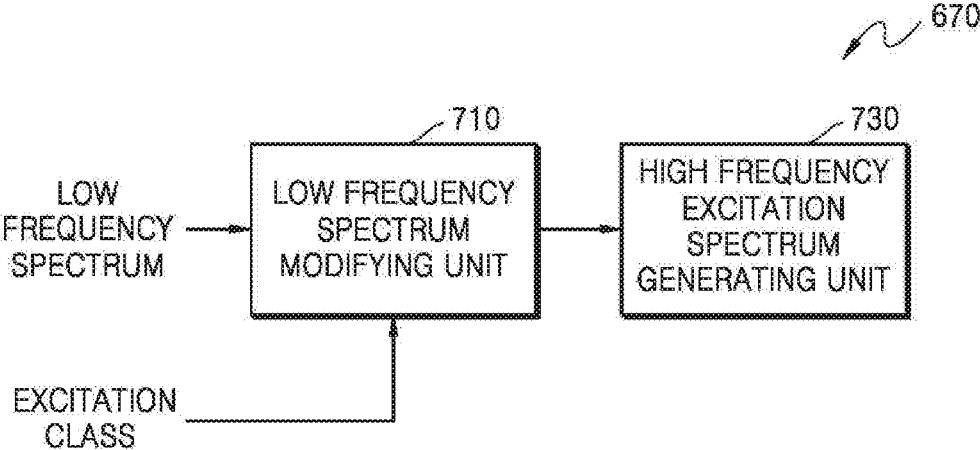 670
710
730
LOW
FREQUENCY
SPECTRUM
LOW FREQUENCY
SPECTRUM
MODIFYING UNIT
HIGH FREQUENCY
EXCITATION
SPECTRUM
GENERATING UNIT
EXCITATION
CLASS